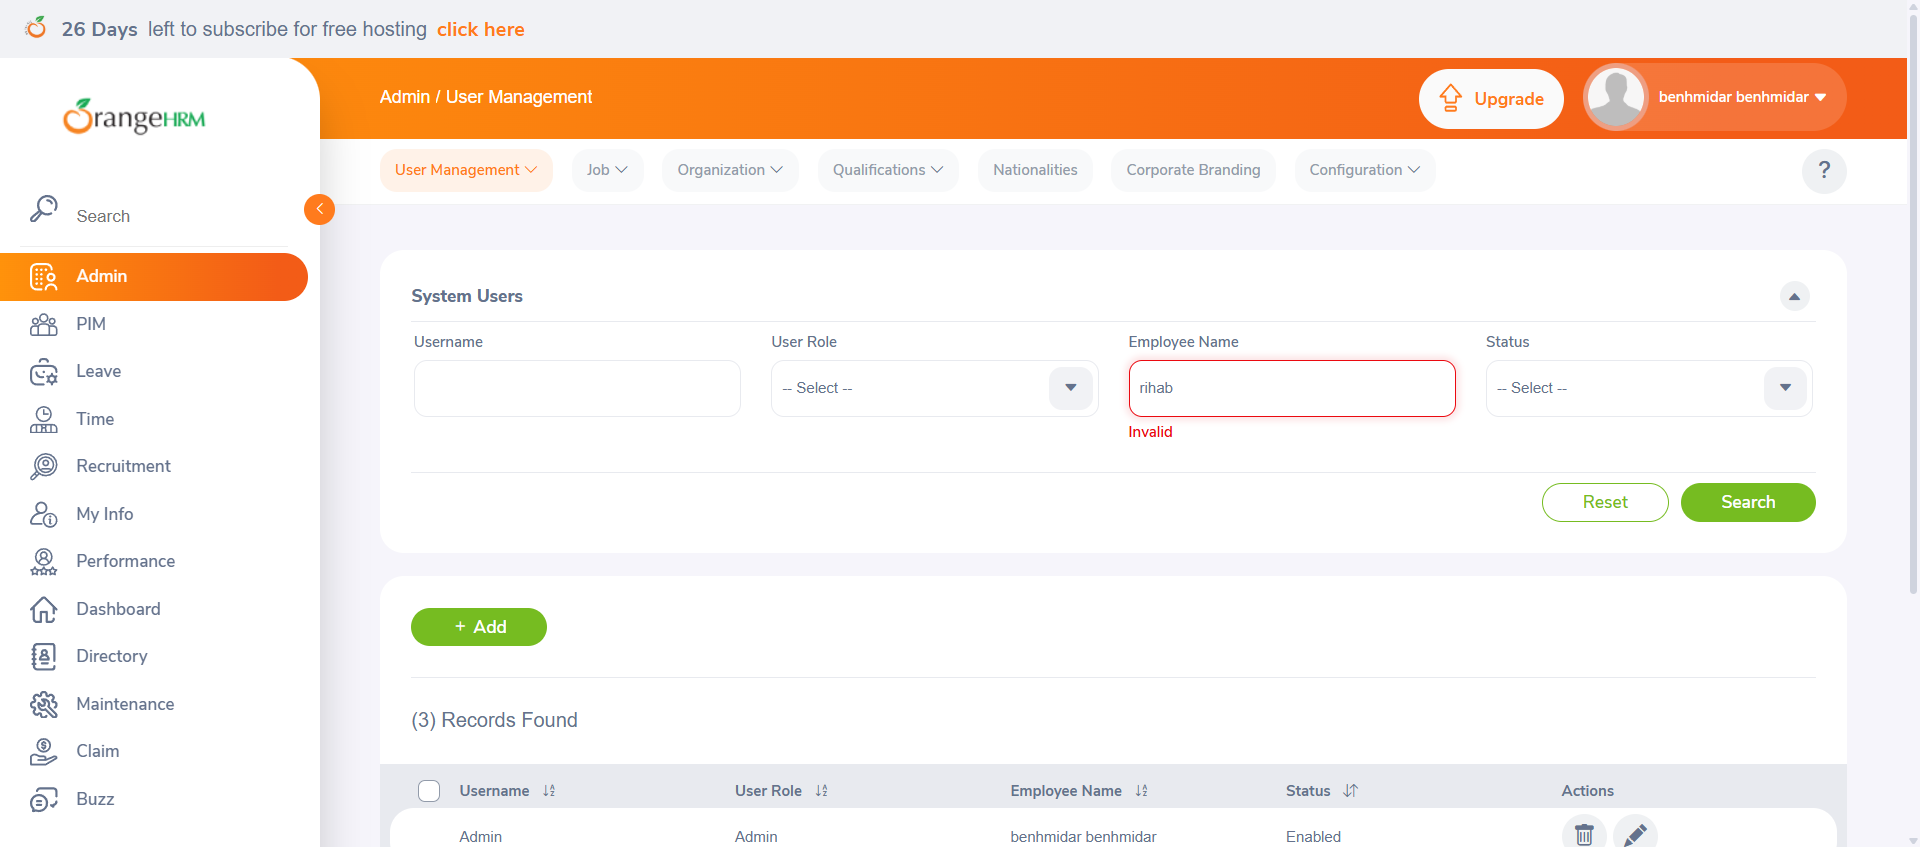 26 Days left to subscribe for free hosting click here
OrangeHRM
Admin / User Management
Upgrade
benhmidar benhmidar
User Management
Job
Organization
Qualifications
Nationalities
Corporate Branding
Configuration
?
Search
Admin
PIM
Leave
Time
Recruitment
My Info
Performance
Dashboard
Directory
Maintenance
Claim
Buzz
System Users
Username
User Role
Employee Name
Status
-- Select --
rihab
-- Select --
Invalid
Reset
Search
+ Add
(3) Records Found
Username
User Role
Employee Name
Status
Actions
Admin
Admin
benhmidar benhmidar
Enabled